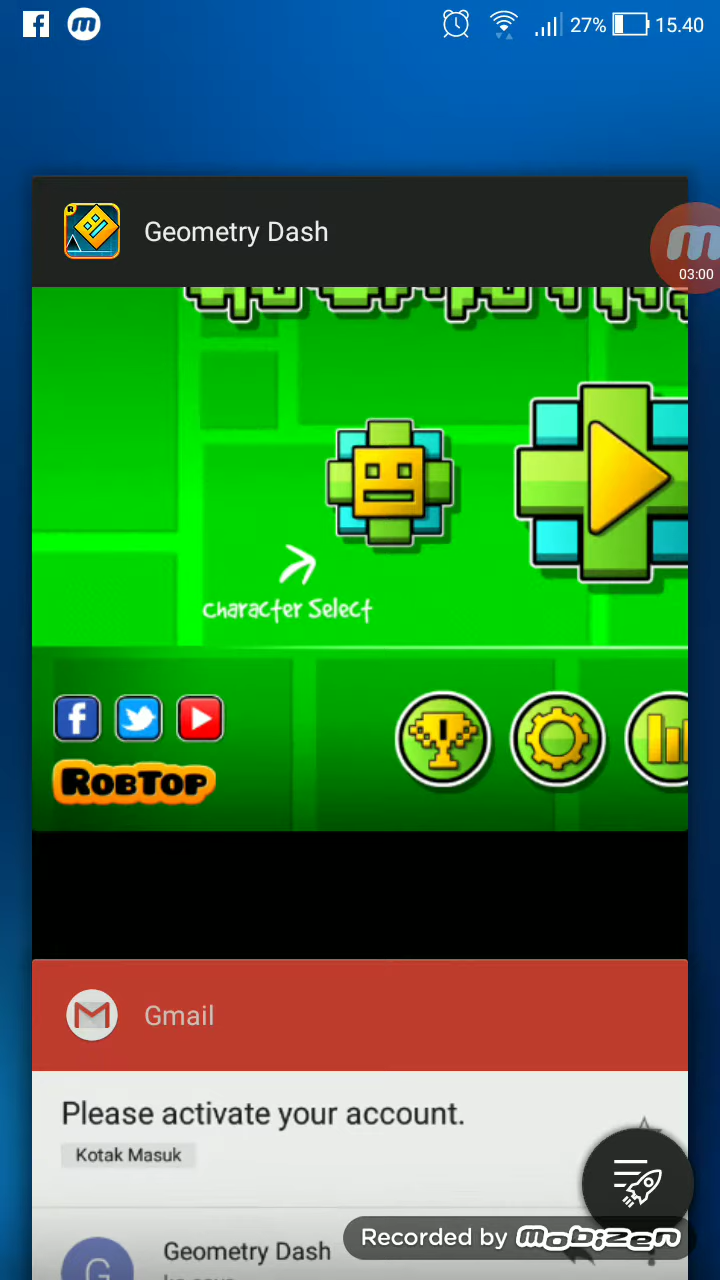 27% 15.40
Geometry Dash
03:00
Character Select
RobTop
Gmail
Please activate your account.
Kotak Masuk
Geometry Dash
G
Recorded by mobizen